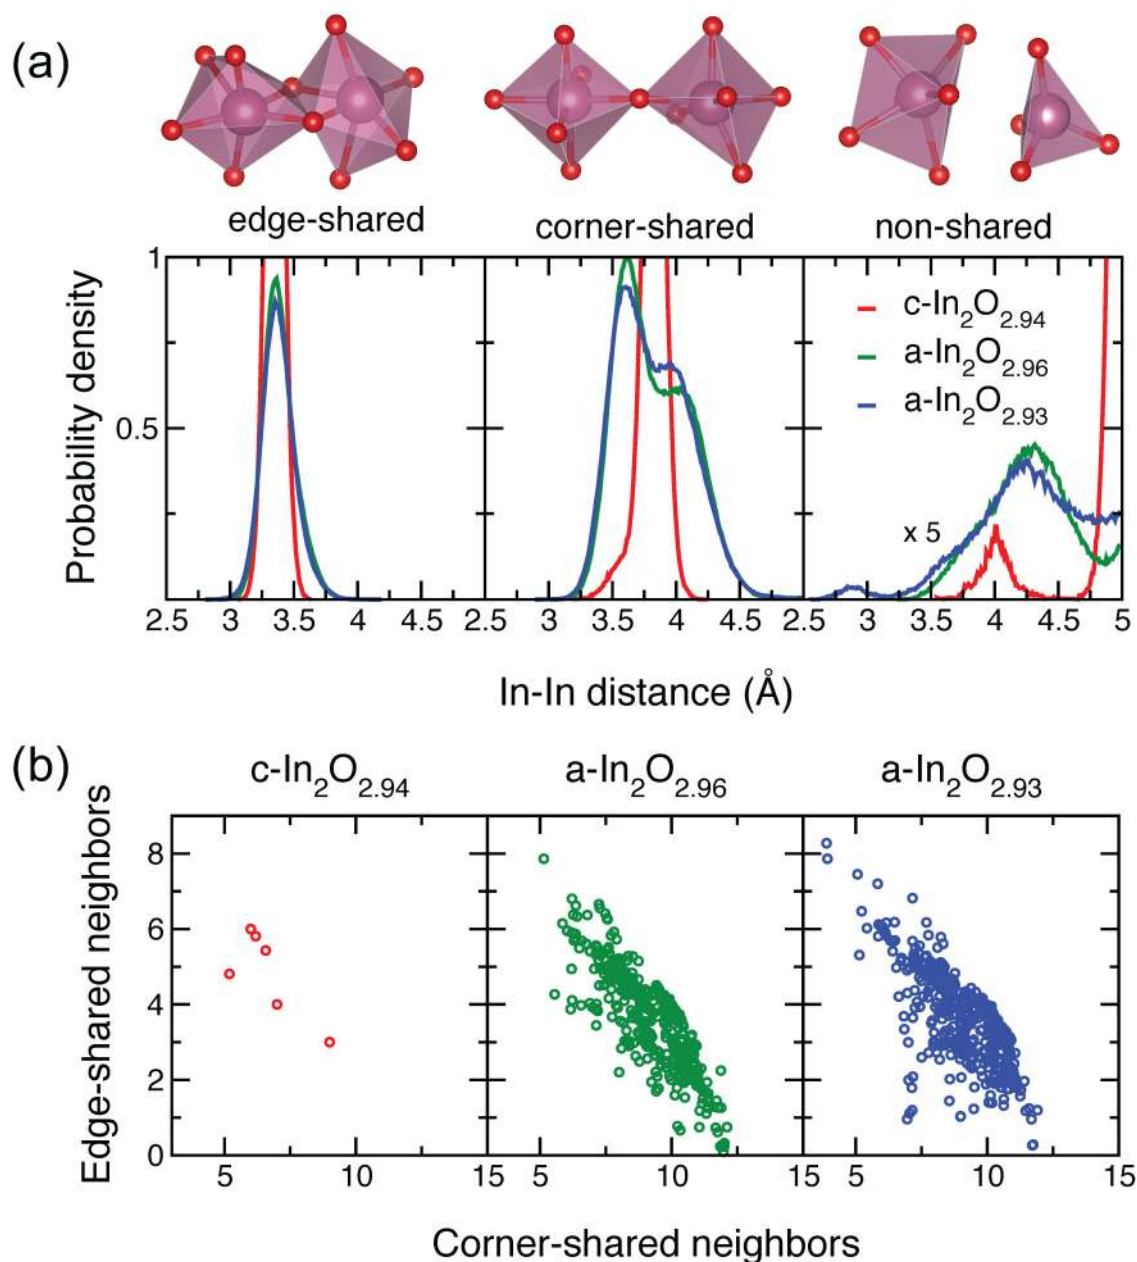 (a)
edge-shared corner-shared non-shared
Probability density
1
0.5
c-In₂O₂.₉₄
a-In₂O₂.₉₆
a-In₂O₂.₉₃
x 5
2.5 3 3.5 4 4.5 2.5 3 3.5 4 4.5 2.5 3 3.5 4 4.5 5
In-In distance (Å)
(b)
c-In₂O₂.₉₄ a-In₂O₂.₉₆ a-In₂O₂.₉₃
Edge-shared neighbors
8
6
4
2
0
5 10 15 5 10 15 5 10 15
Corner-shared neighbors